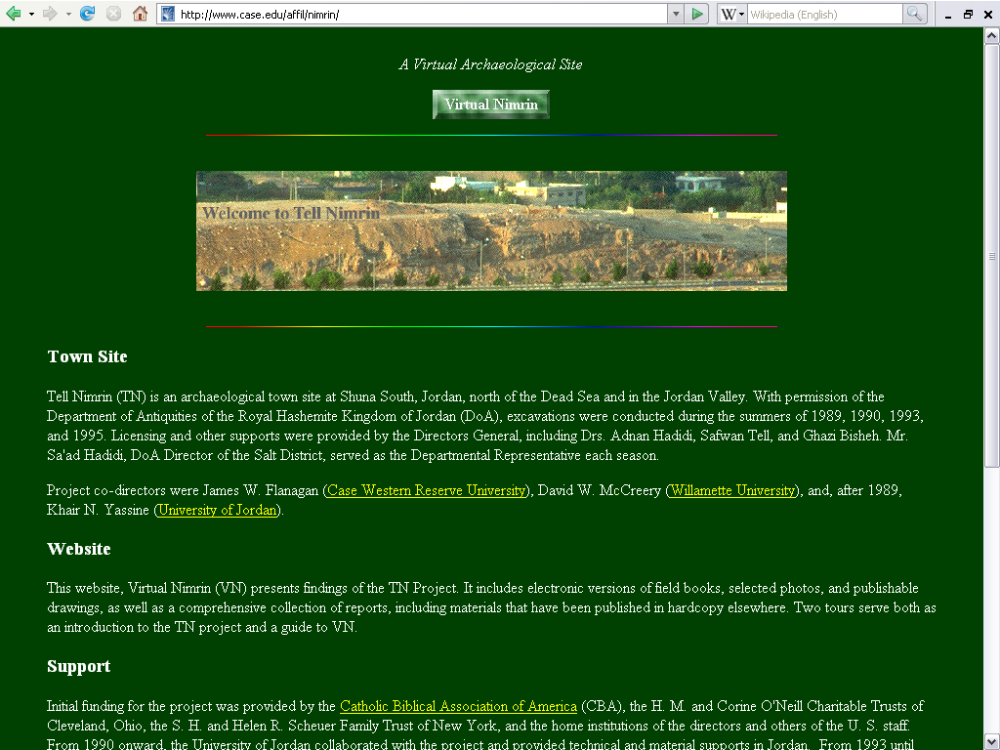 http://www.case.edu/affil/nimrin/
W
Wikipedia (English)
A Virtual Archaeological Site
Virtual Nimrin
Welcome to Tell Nimrin
Town Site
Tell Nimrin (TN) is an archaeological town site at Shuna South, Jordan, north of the Dead Sea and in the Jordan Valley. With permission of the
Department of Antiquities of the Royal Hashemite Kingdom of Jordan (DoA), excavations were conducted during the summers of 1989, 1990, 1993,
and 1995. Licensing and other supports were provided by the Directors General, including Drs. Adnan Hadidi, Safwan Tell, and Ghazi Bisheh. Mr.
Sa'ad Hadidi, DoA Director of the Salt District, served as the Departmental Representative each season.
Project co-directors were James W. Flanagan (Case Western Reserve University), David W. McCreery (Willamette University), and, after 1989,
Khair N. Yassine (University of Jordan).
Website
This website, Virtual Nimrin (VN) presents findings of the TN Project. It includes electronic versions of field books, selected photos, and publishable
drawings, as well as a comprehensive collection of reports, including materials that have been published in hardcopy elsewhere. Two tours serve both as
an introduction to the TN project and a guide to VN.
Support
Initial funding for the project was provided by the Catholic Biblical Association of America (CBA), the H. M. and Corine O'Neill Charitable Trusts of
Cleveland, Ohio, the S. H. and Helen R. Scheuer Family Trust of New York, and the home institutions of the directors and others of the U. S. staff.
From 1990 onward, the University of Jordan collaborated with the project and provided technical and material supports in Jordan. From 1993 until